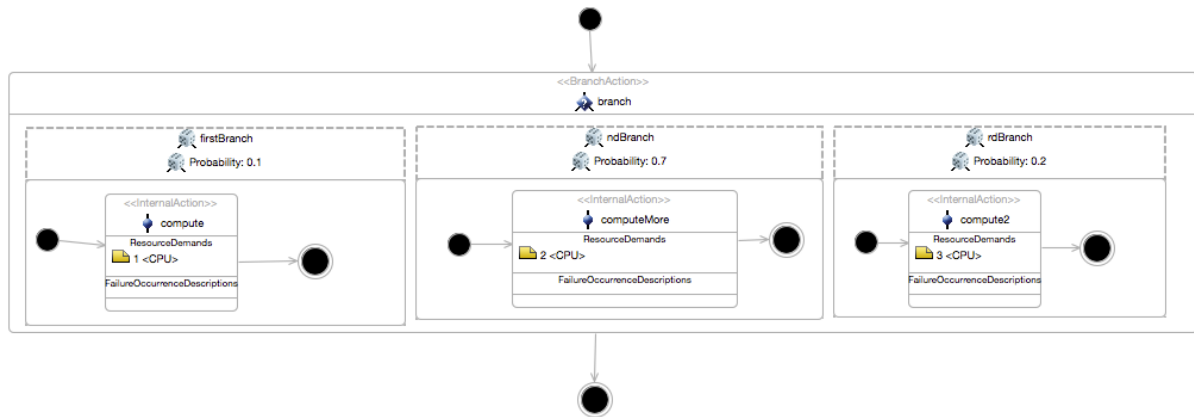 <<BranchAction>>
branch
firstBranch
Probability: 0.1
<<InternalAction>>
compute
ResourceDemands
1 <CPU>
FailureOccurrenceDescriptions
ndBranch
Probability: 0.7
<<InternalAction>>
computeMore
ResourceDemands
2 <CPU>
FailureOccurrenceDescriptions
rdBranch
Probability: 0.2
<<InternalAction>>
compute2
ResourceDemands
3 <CPU>
FailureOccurrenceDescriptions